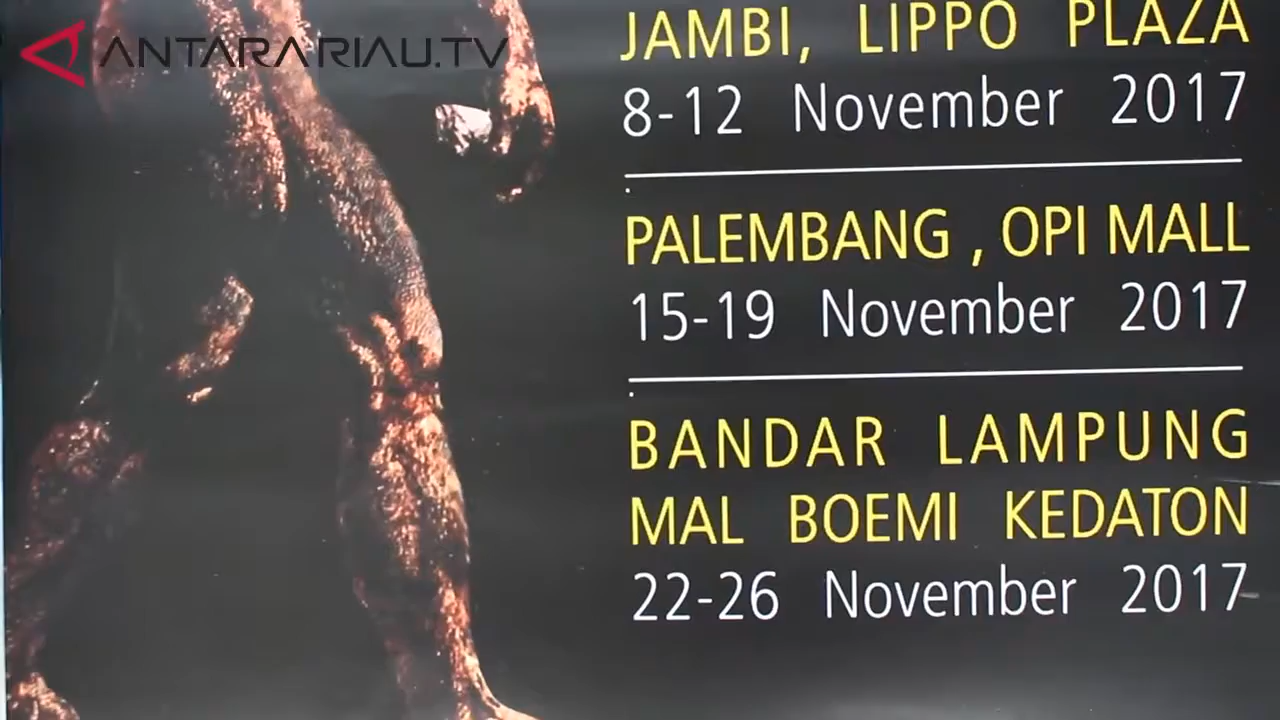 ANTARARIAU.TV
JAMBI, LIPPO PLAZA
8-12 November 2017
PALEMBANG , OPI MALL
15-19 November 2017
BANDAR LAMPUNG
MAL BOEMI KEDATON
22-26 November 2017